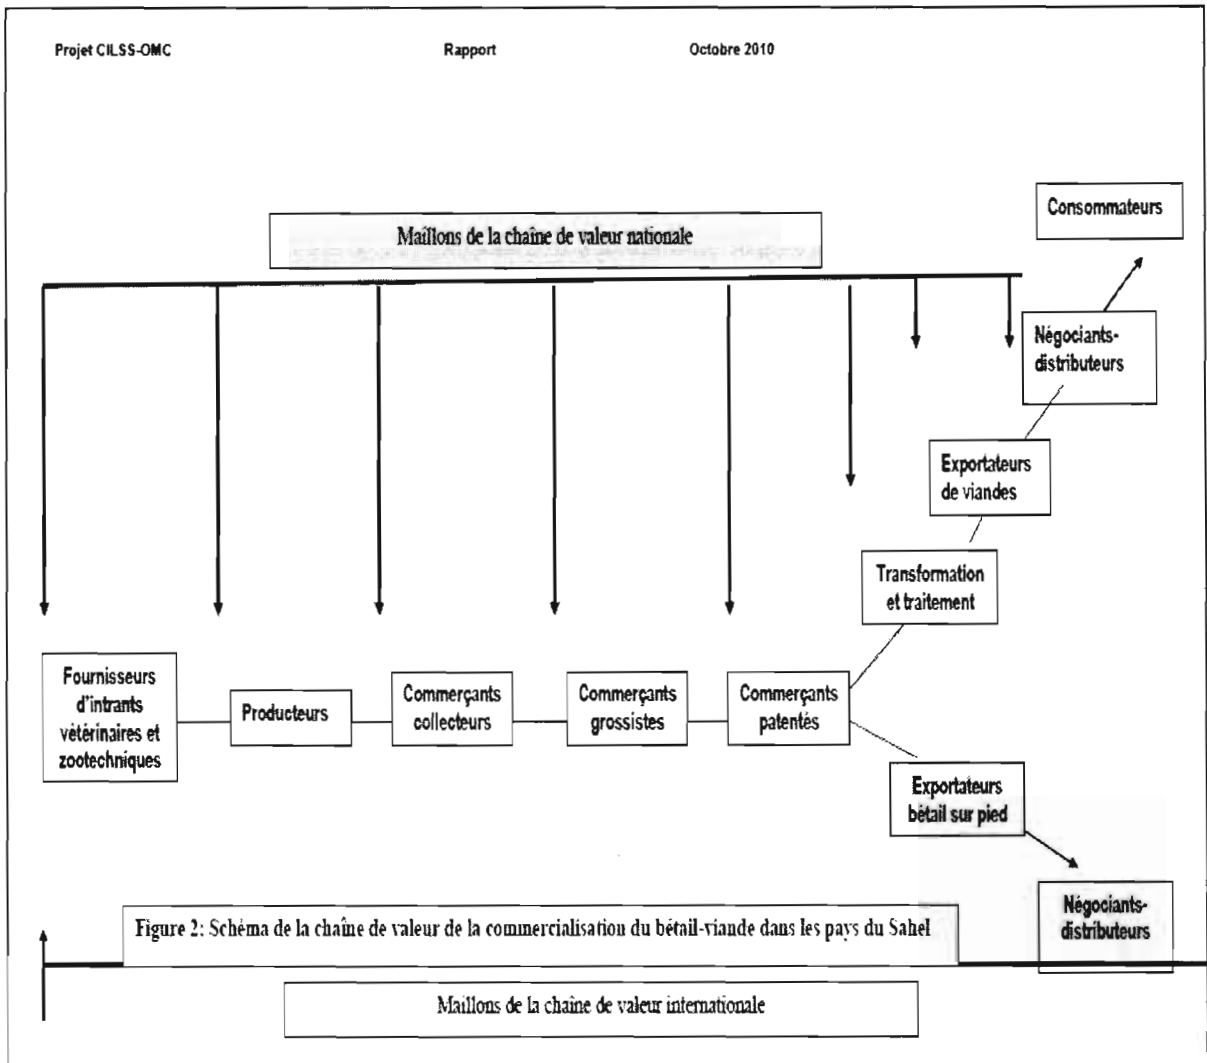 Projet CILSS-OMC Rapport Octobre 2010
Consommateurs
Maillons de la chaîne de valeur nationale
Négociants-
distributeurs
Exportateurs
de viandes
Transformation
et traitement
Fournisseurs
d'intrants
vétérinaires et
zootechniques
Producteurs
Commerçants
collecteurs
Commerçants
grossistes
Commerçants
patentés
Exportateurs
bétail sur pied
Négociants-
distributeurs
Figure 2: Schéma de la chaîne de valeur de la commercialisation du bétail-viande dans les pays du Sahel
Maillons de la chaîne de valeur internationale